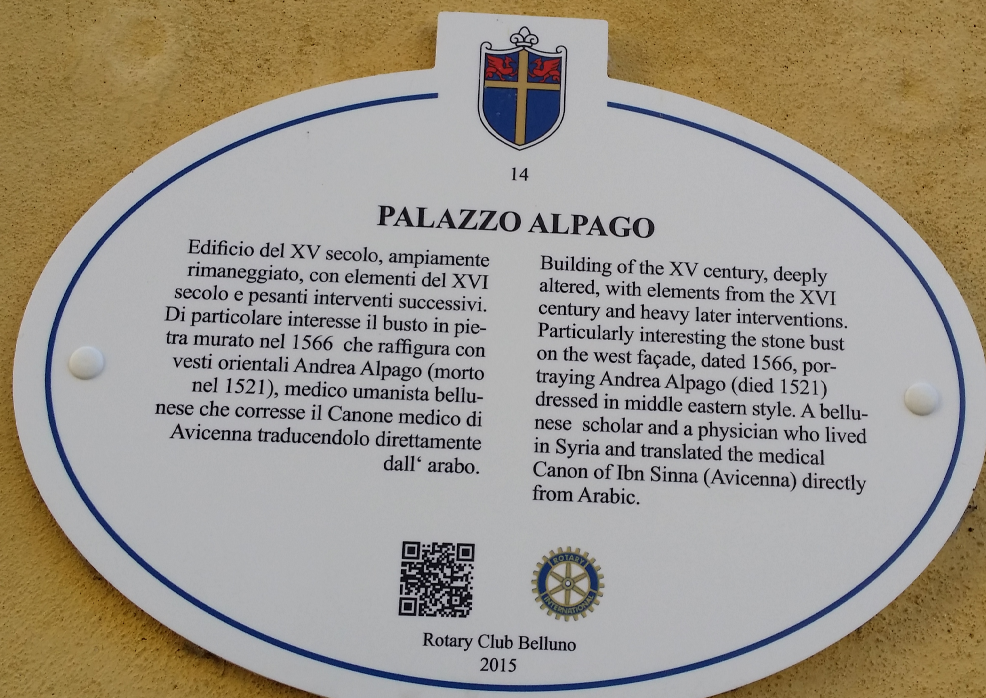 14
PALAZZO ALPAGO
Edificio del XV secolo, ampiamente
rimaneggiato, con elementi del XVI
secolo e pesanti interventi successivi.
Di particolare interesse il busto in pie-
tra murato nel 1566 che raffigura con
vesti orientali Andrea Alpago (morto
nel 1521), medico umanista bellu-
nese che corresse il Canone medico di
Avicenna traducendolo direttamente
dall‘ arabo.
Building of the XV century, deeply
altered, with elements from the XVI
century and heavy later interventions.
Particularly interesting the stone bust
on the west façade, dated 1566, por-
traying Andrea Alpago (died 1521)
dressed in middle eastern style. A bellu-
nese scholar and a physician who lived
in Syria and translated the medical
Canon of Ibn Sinna (Avicenna) directly
from Arabic.
ROTARY
INTERNATIONAL
Rotary Club Belluno
2015